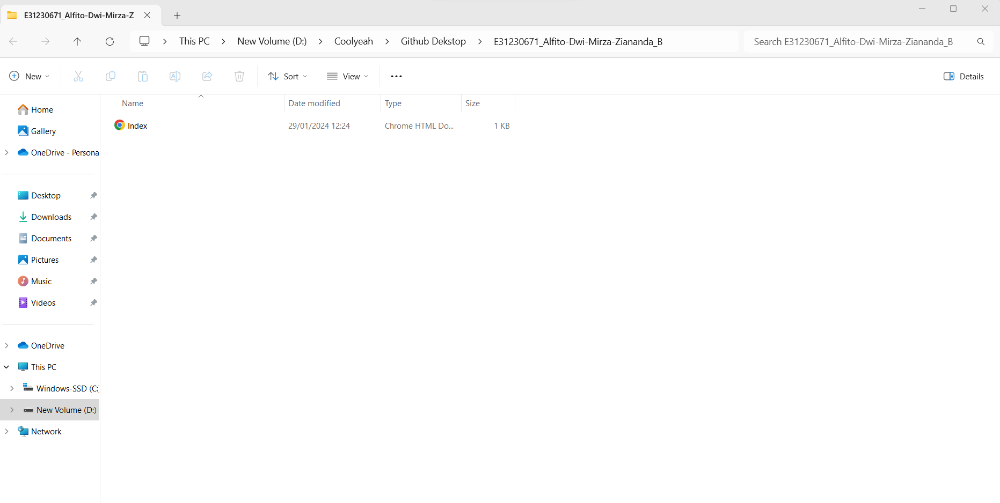 E31230671_Alfito-Dwi-Mirza-Z
This PC > New Volume (D:) > Coolyeah > Github Dekstop > E31230671_Alfito-Dwi-Mirza-Ziananda_B
Search E31230671_Alfito-Dwi-Mirza-Ziananda_B
New Sort View ••• Details
Name Date modified Type Size
Index 29/01/2024 12:24 Chrome HTML Do... 1 KB
Home
Gallery
OneDrive - Persona
Desktop
Downloads
Documents
Pictures
Music
Videos
OneDrive
This PC
Windows-SSD (C:)
New Volume (D:)
Network